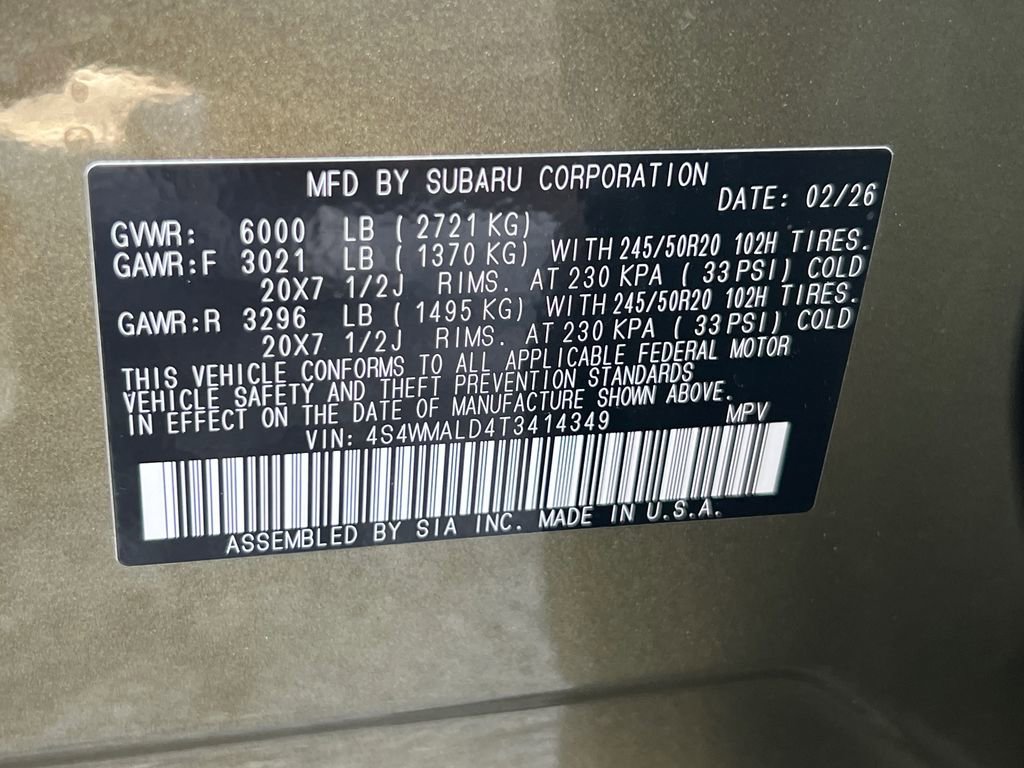 MFD BY SUBARU CORPORATION
DATE: 02/26
GVWR: 6000 LB ( 2721 KG)
GAWR:F 3021 LB ( 1370 KG) WITH 245/50R20 102H TIRES.
20X7 1/2J RIMS. AT 230 KPA ( 33 PSI) COLD
GAWR:R 3296 LB ( 1495 KG) WITH 245/50R20 102H TIRES.
20X7 1/2J RIMS. AT 230 KPA ( 33 PSI) COLD
THIS VEHICLE CONFORMS TO ALL APPLICABLE FEDERAL MOTOR
VEHICLE SAFETY AND THEFT PREVENTION STANDARDS
IN EFFECT ON THE DATE OF MANUFACTURE SHOWN ABOVE.
VIN: 4S4WMALD4T3414349 MPV
ASSEMBLED BY SIA INC. MADE IN U.S.A.